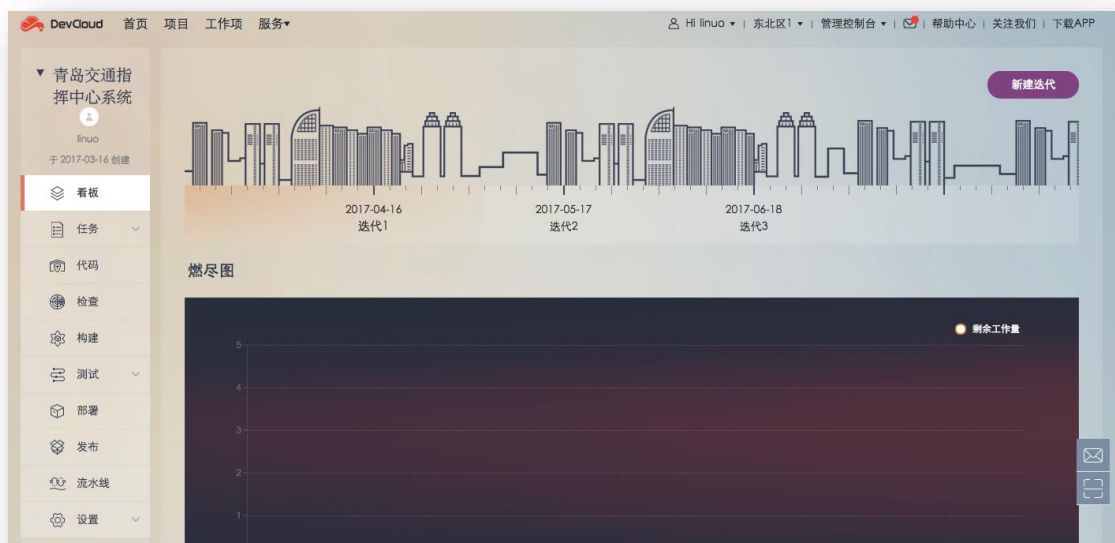 DevCloud 首页 项目 工作项 服务▾ Hi linuo ▾ | 东北区1 ▾ | 管理控制台 ▾ | 帮助中心 | 关注我们 | 下载APP
青岛交通指
挥中心系统
linuo
于 2017-03-16 创建
看板
任务
代码
检查
构建
测试
部署
发布
流水线
设置
新建迭代
2017-04-16
迭代1
2017-05-17
迭代2
2017-06-18
迭代3
燃尽图
剩余工作量
5
4
3
2
1